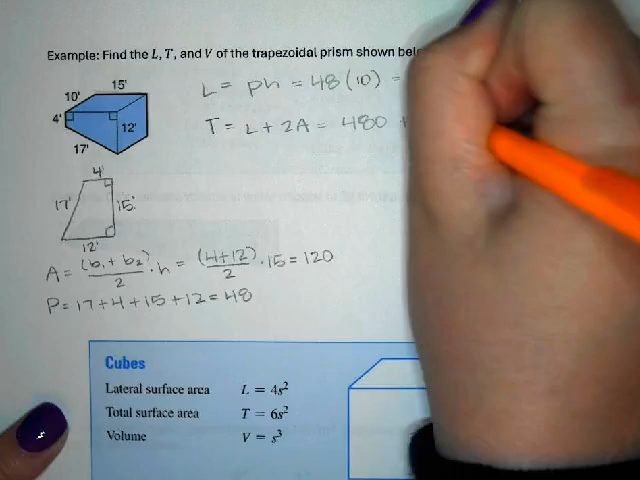 Example: Find the L, T, and V of the trapezoidal prism shown
15'
10'
4'
12'
17'
L = ph = 48(10) =
T = L + 2A = 480 +
4'
17'
15'
12'
A = (b₁ + b₂)/2 · h = (4+12)/2 · 15 = 120
P = 17 + 4 + 15 + 12 = 48
Cubes
Lateral surface area L = 4s²
Total surface area T = 6s²
Volume V = s³